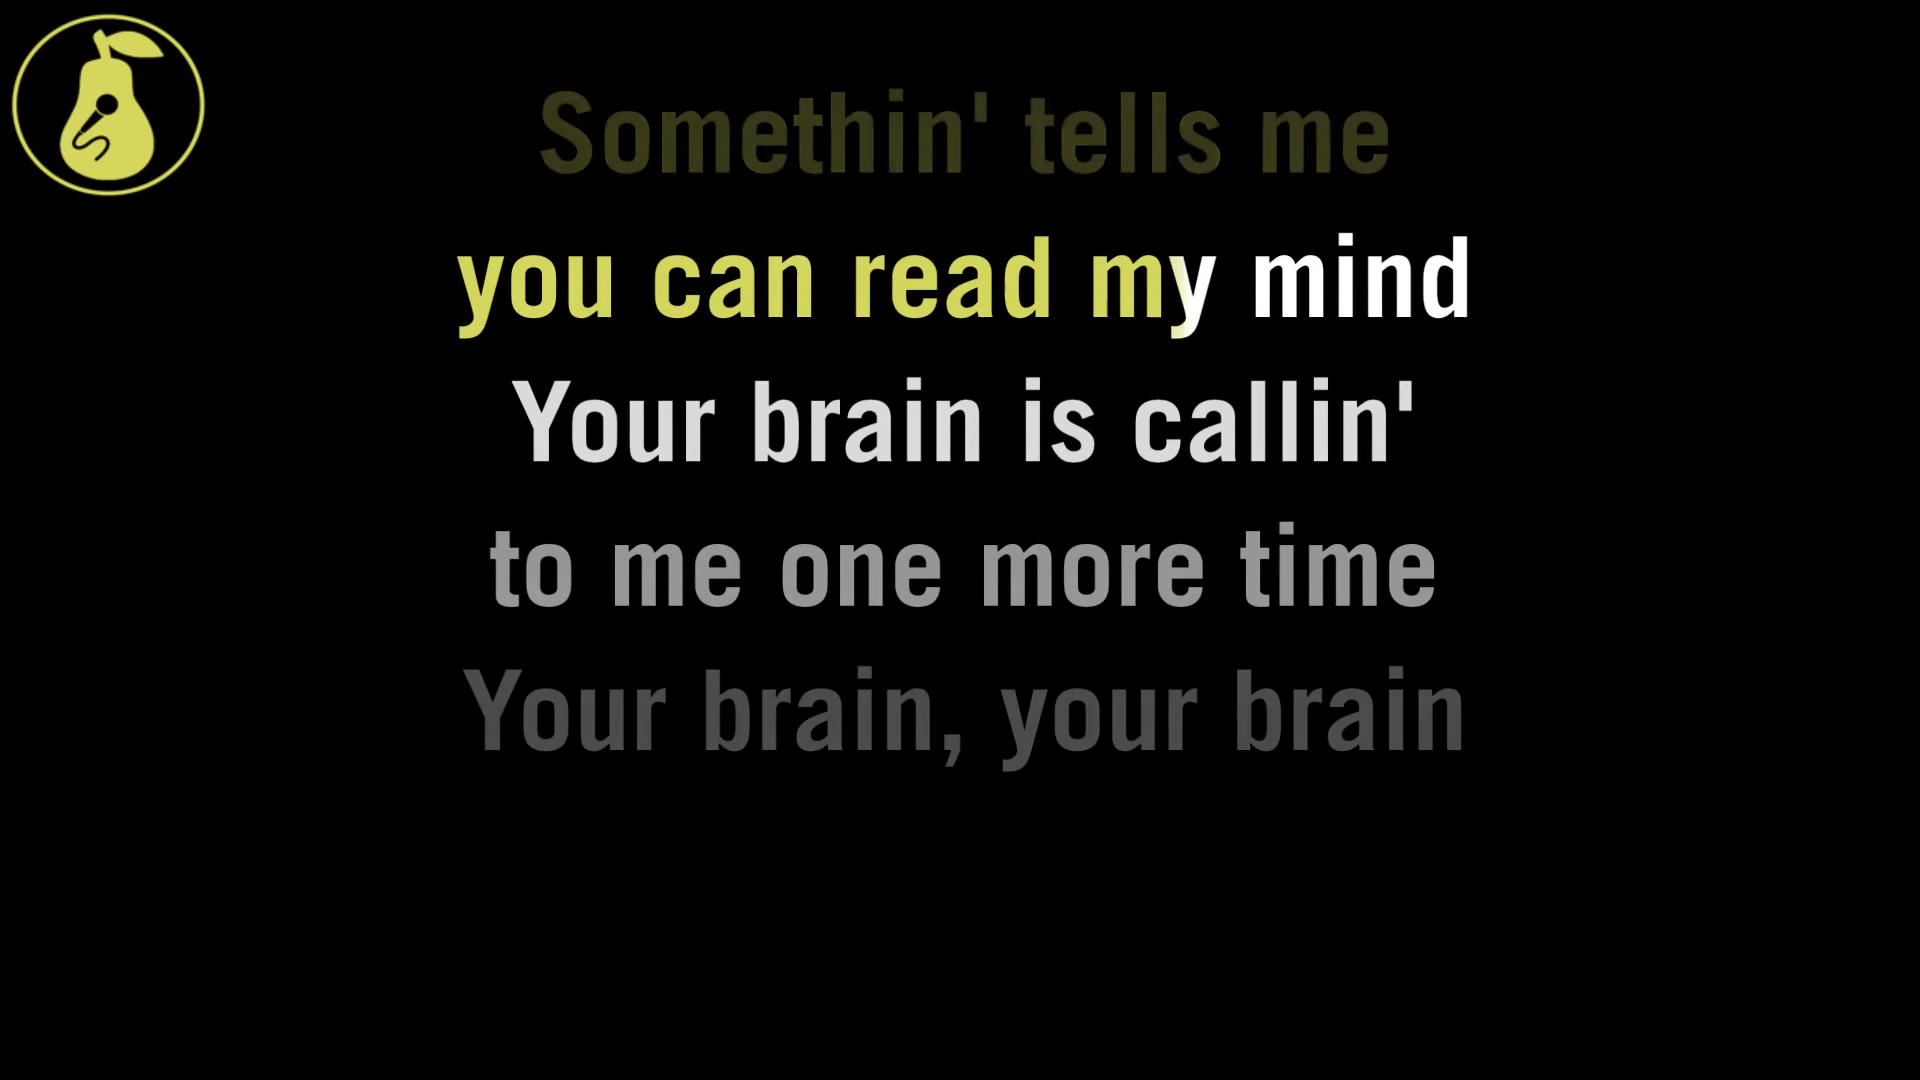 Somethin' tells me
you can read my mind
Your brain is callin'
to me one more time
Your brain, your brain